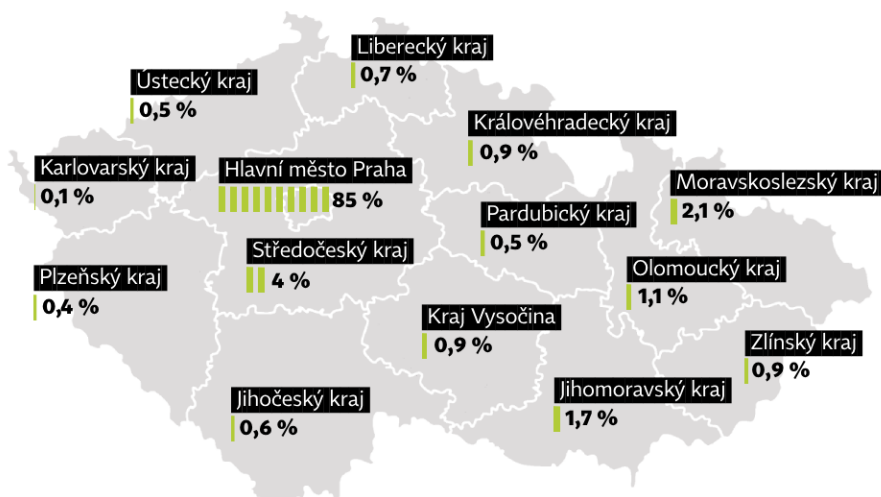 Liberecký kraj
0,7 %
Ústecký kraj
0,5 %
Královéhradecký kraj
0,9 %
Karlovarský kraj
0,1 %
Hlavní město Praha
85 %
Moravskoslezský kraj
2,1 %
Pardubický kraj
0,5 %
Středočeský kraj
4 %
Olomoucký kraj
1,1 %
Plzeňský kraj
0,4 %
Kraj Vysočina
0,9 %
Zlínský kraj
0,9 %
Jihomoravský kraj
1,7 %
Jihočeský kraj
0,6 %